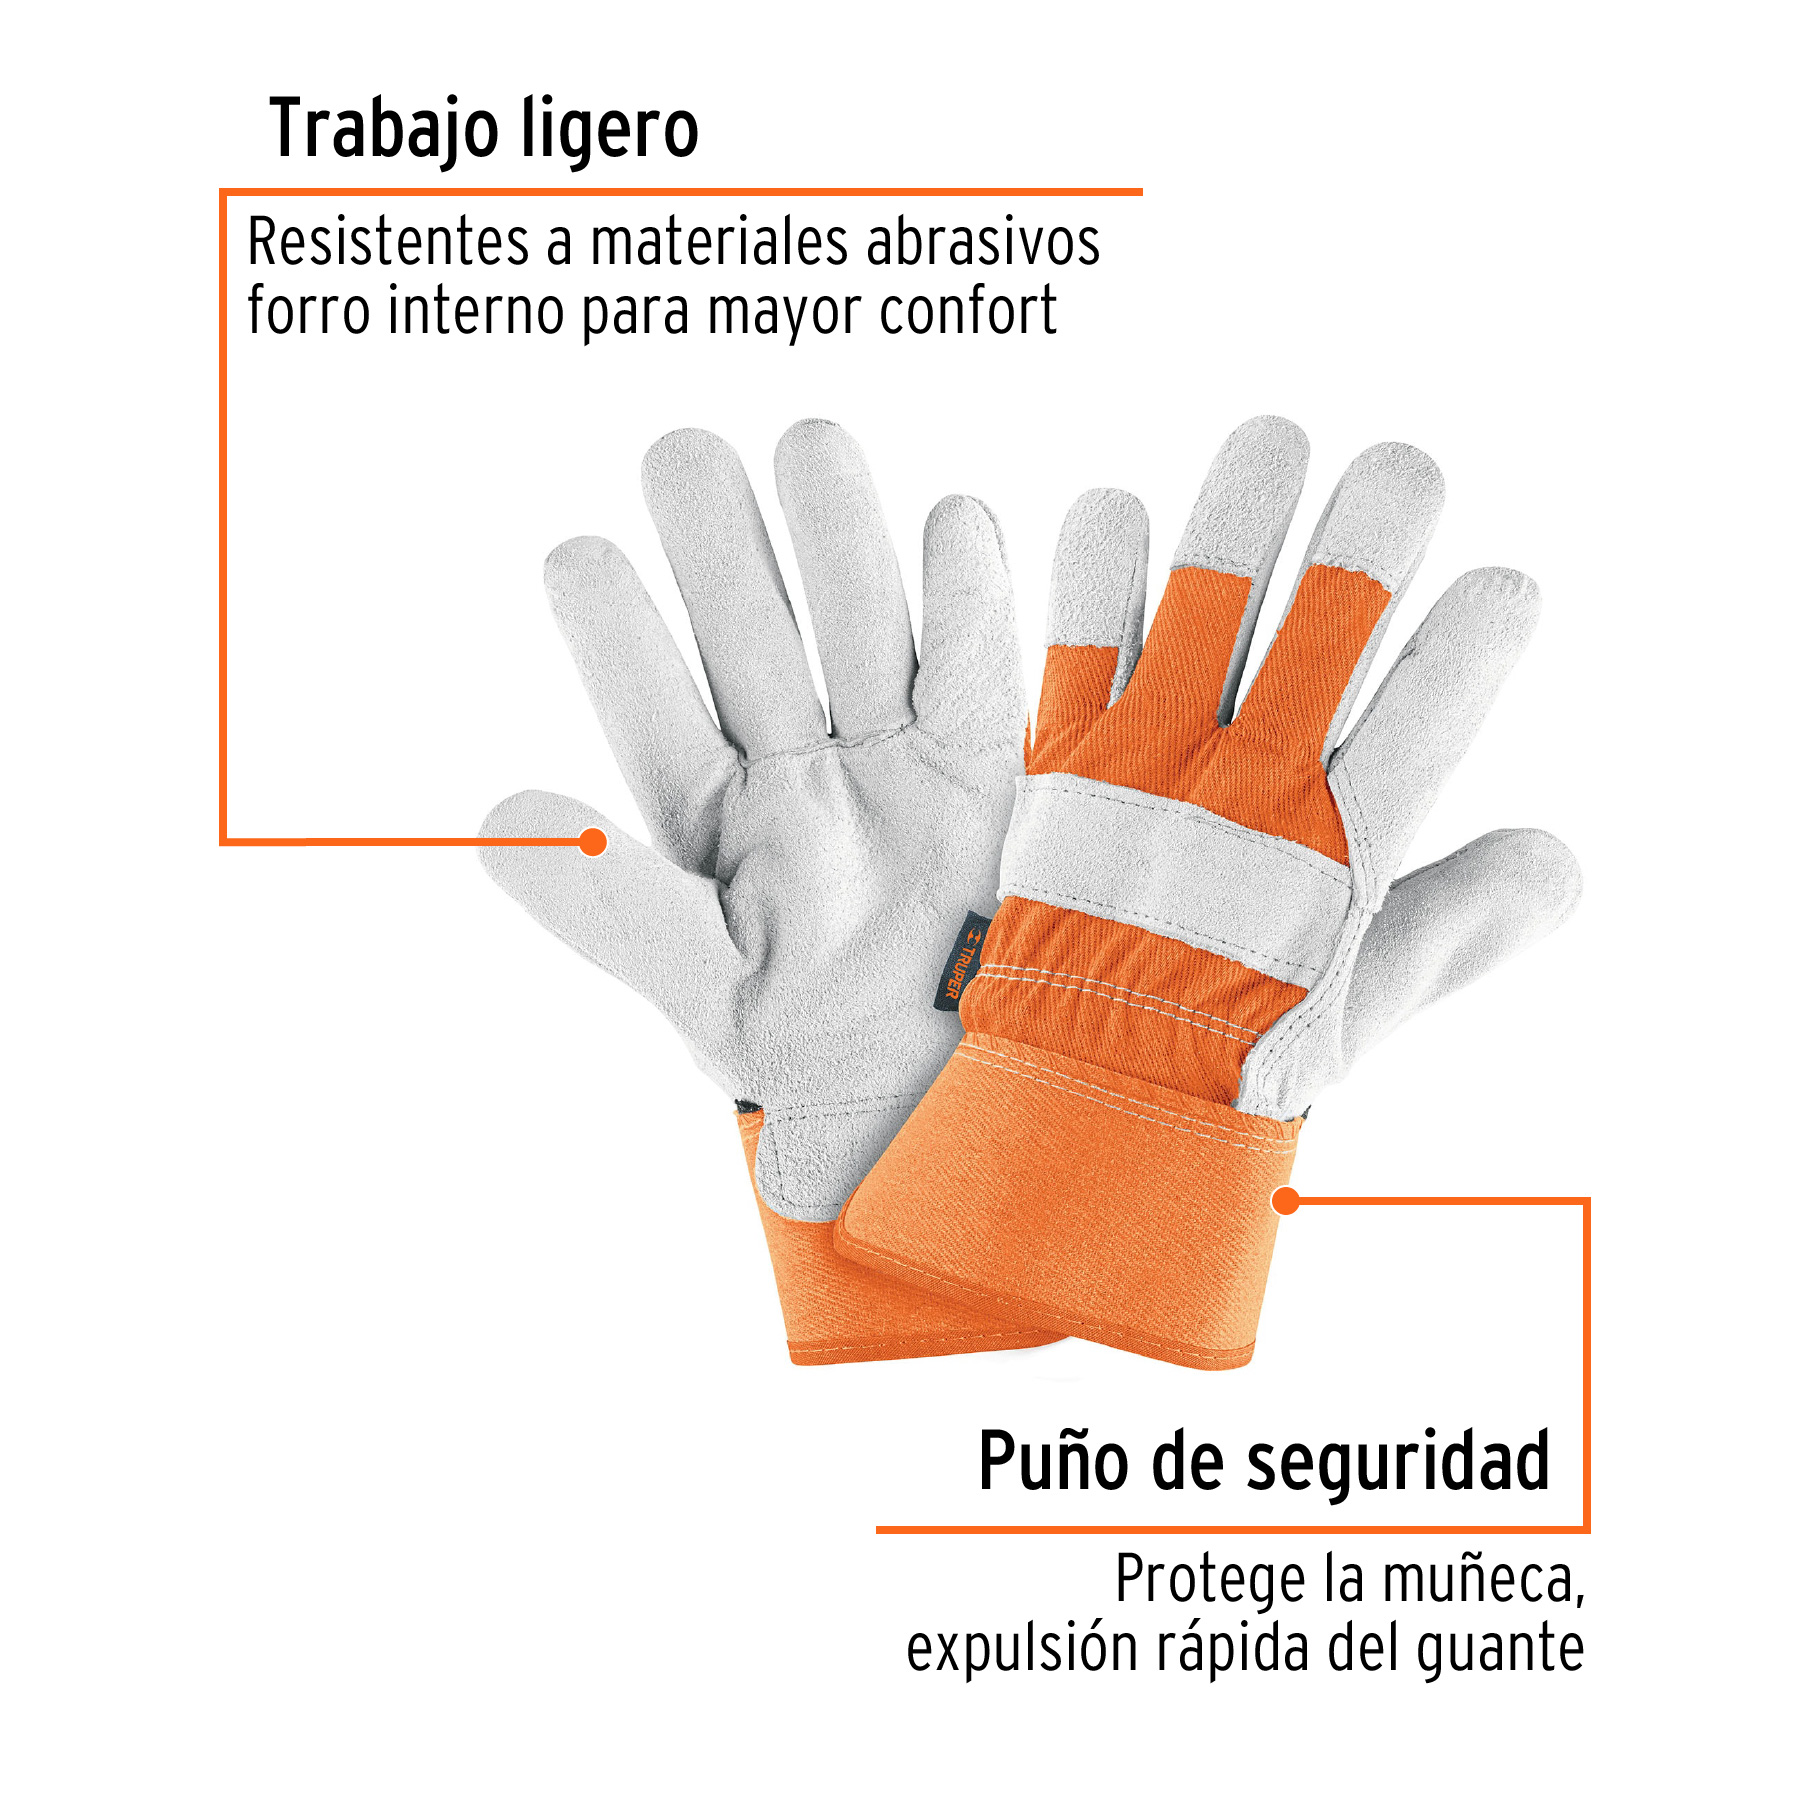 Trabajo ligero
Resistentes a materiales abrasivos
forro interno para mayor confort
TRUPER
Puño de seguridad
Protege la muñeca,
expulsión rápida del guante